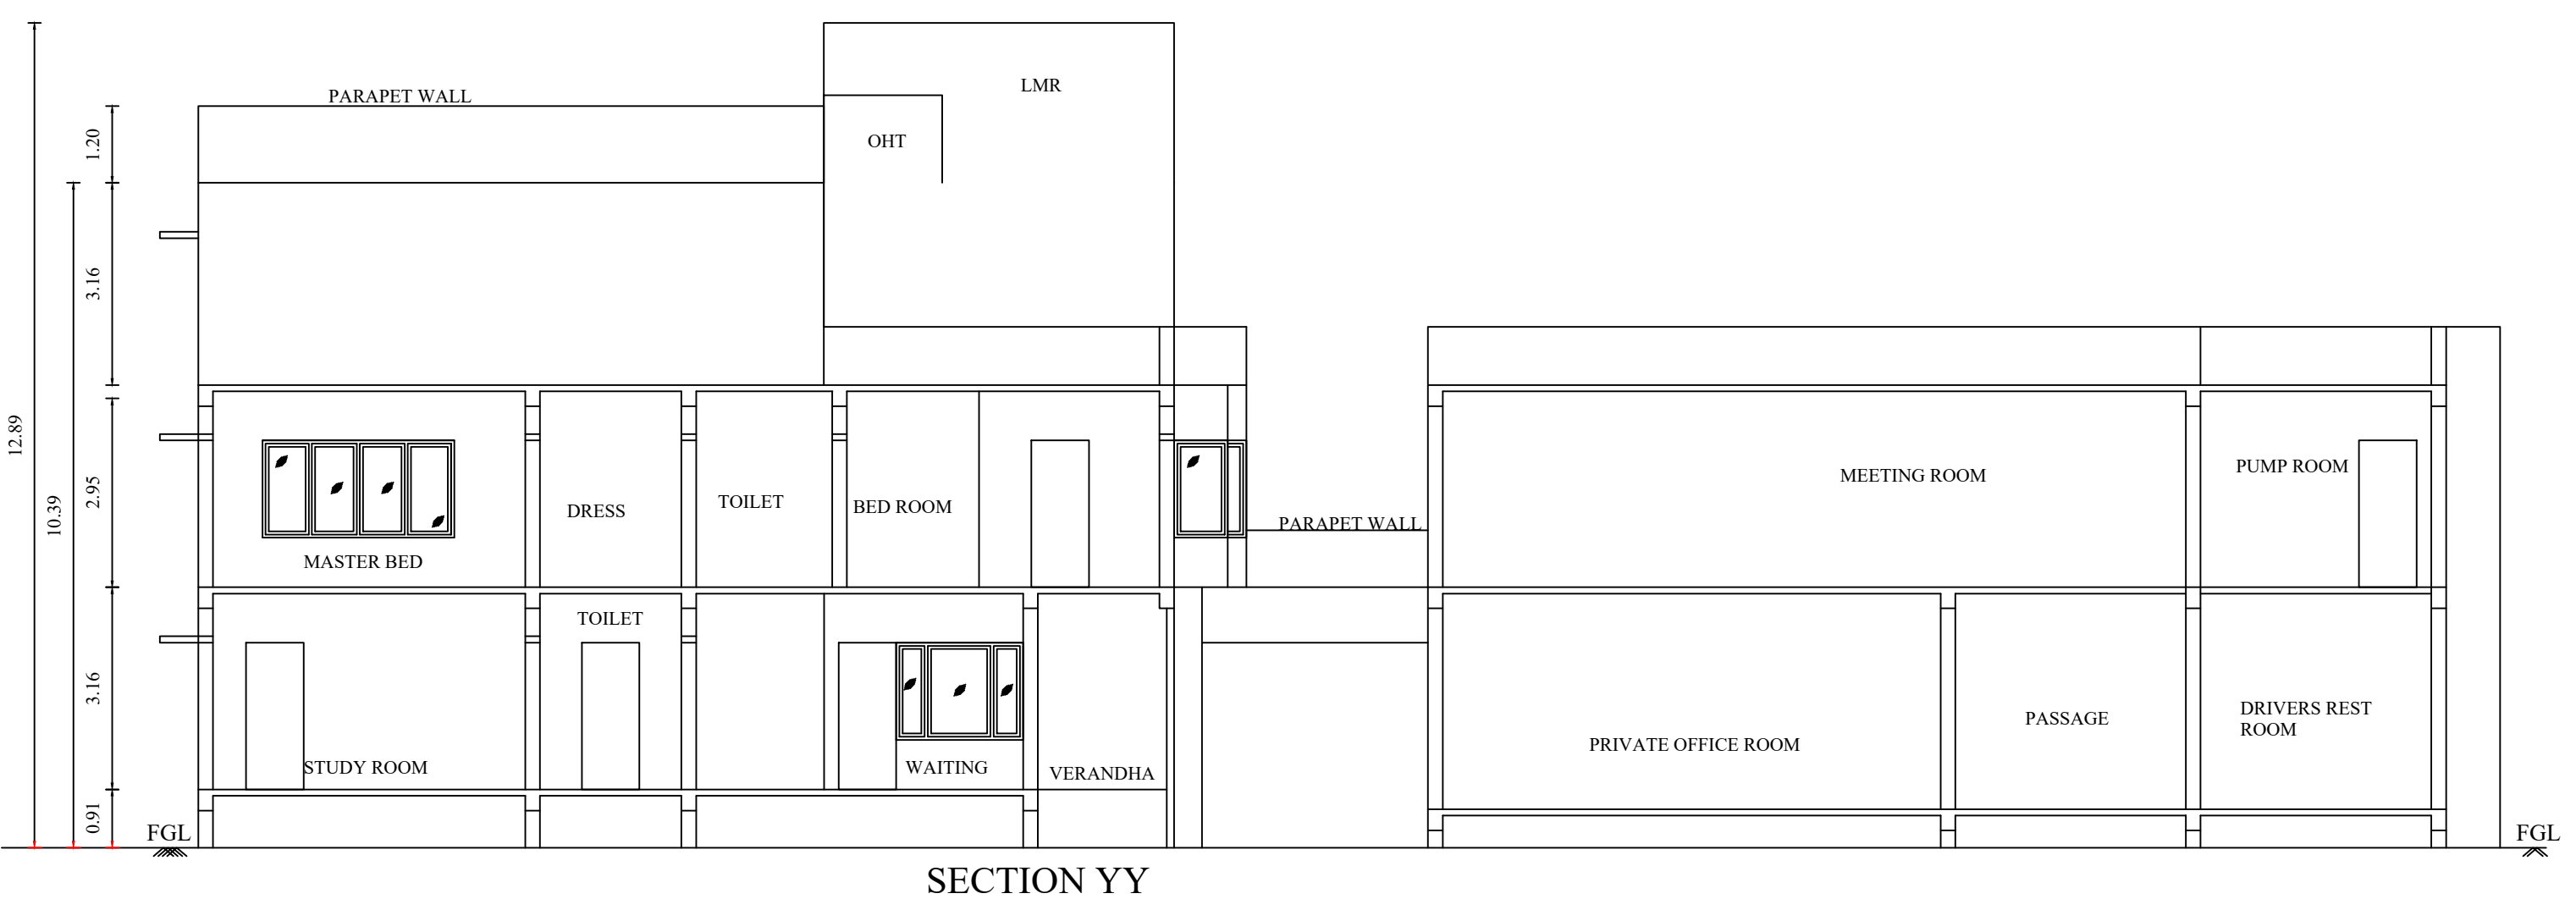 LMR
PARAPET WALL
OHT
1.20
3.16
12.89
10.39
2.95
MEETING ROOM
PUMP ROOM
DRESS
TOILET
BED ROOM
PARAPET WALL
MASTER BED
TOILET
3.16
STUDY ROOM
WAITING
VERANDHA
PRIVATE OFFICE ROOM
PASSAGE
DRIVERS REST
ROOM
0.91
FGL
FGL
SECTION YY